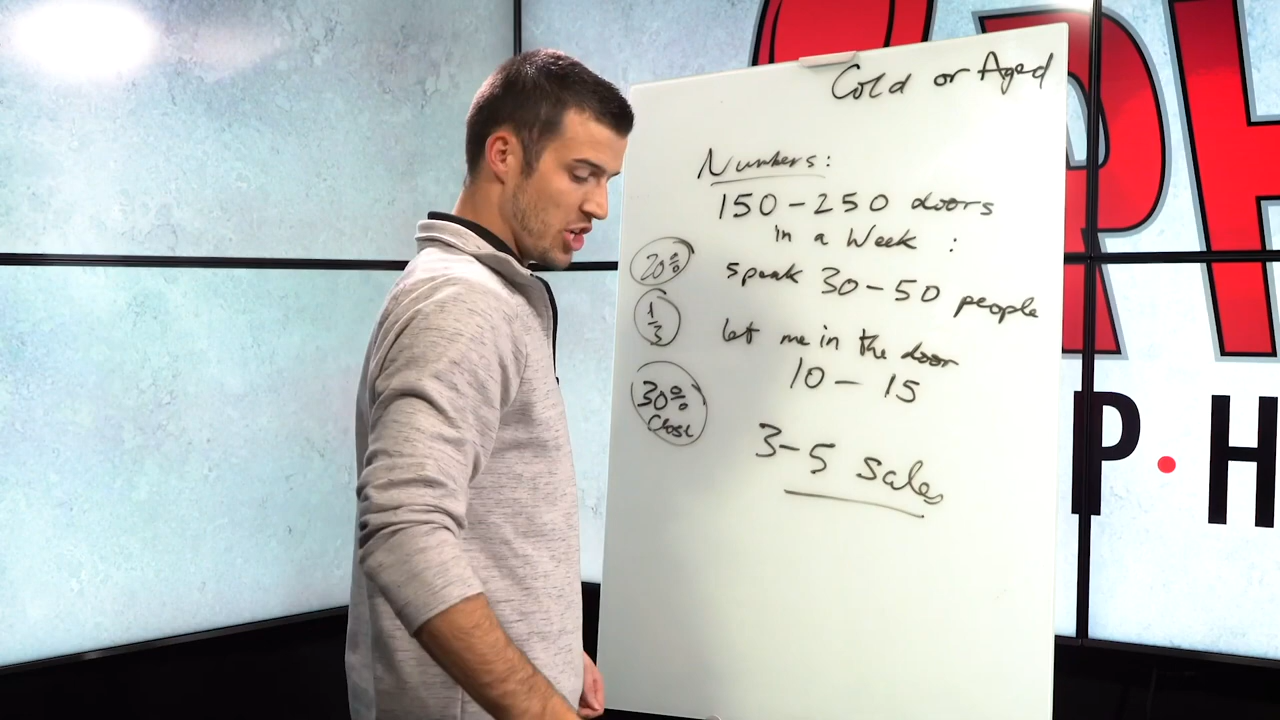 Cold or Aged
Numbers:
150-250 doors
in a Week :
20%
speak 30-50 people
1/3
let me in the door
10 - 15
30%
Close
3-5 sales
PH
P.H